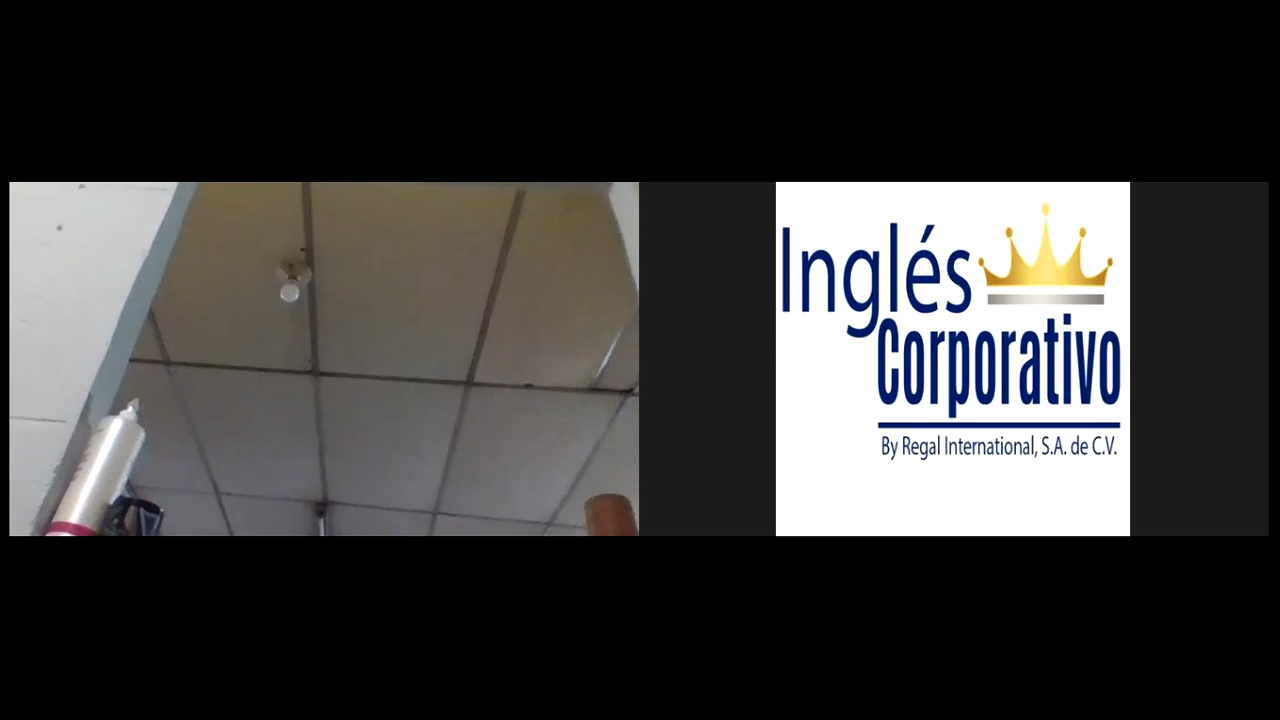 Inglés
Corporativo
By Regal International, S.A. de C.V.